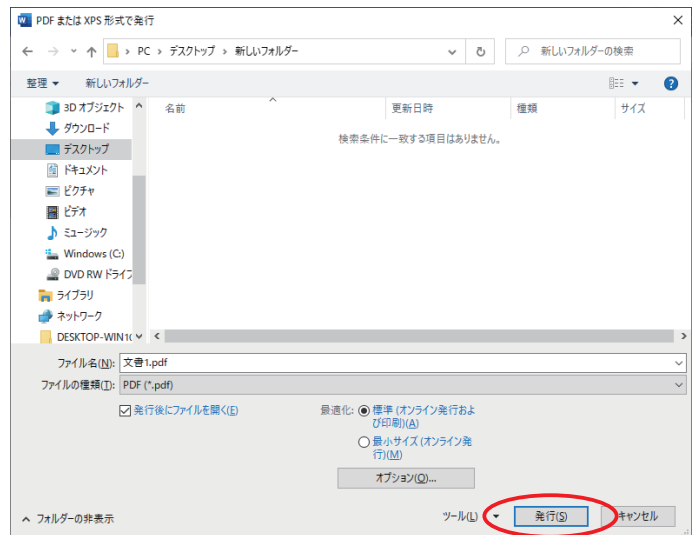 PDF または XPS 形式で発行
PC › デスクトップ › 新しいフォルダー
新しいフォルダーの検索
整理 新しいフォルダー
3D オブジェクト
ダウンロード
デスクトップ
ドキュメント
ピクチャ
ビデオ
ミュージック
Windows (C:)
DVD RW ドライブ
ライブラリ
ネットワーク
DESKTOP-WIN10
名前 更新日時 種類 サイズ
検索条件に一致する項目はありません。
ファイル名(N): 文書1.pdf
ファイルの種類(T): PDF (*.pdf)
発行後にファイルを開く(E)
最適化: 標準 (オンライン発行およ
び印刷)(A)
最小サイズ (オンライン発
行)(M)
オプション(O)...
フォルダーの非表示
ツール(L) 発行(S) キャンセル